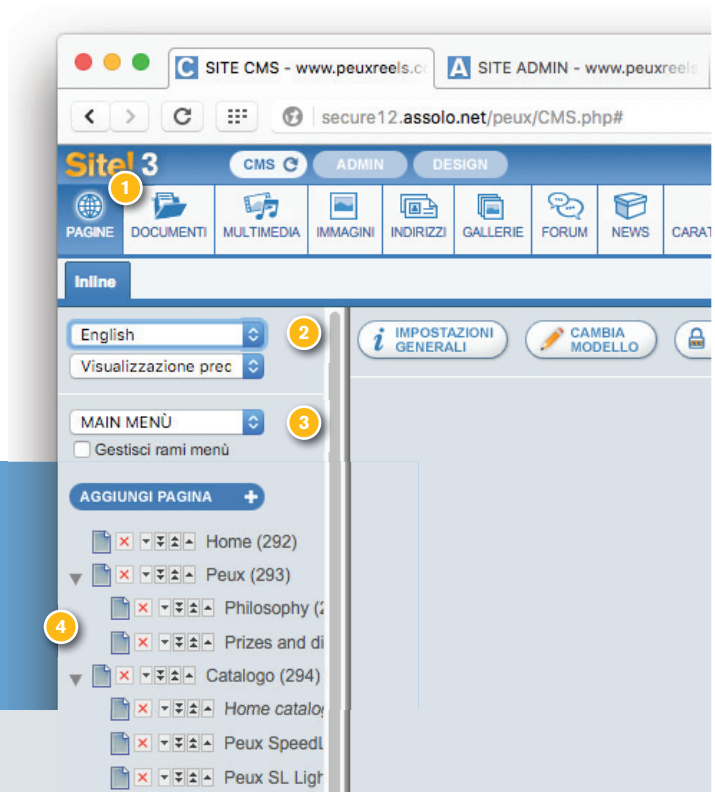 SITE CMS - www.peuxreels.c
SITE ADMIN - www.peuxreels
secure12.assolo.net/peux/CMS.php#
Site! 3
CMS
ADMIN
DESIGN
1
PAGINE
DOCUMENTI
MULTIMEDIA
IMMAGINI
INDIRIZZI
GALLERIE
FORUM
NEWS
CARAT
Inline
English
2
IMPOSTAZIONI
GENERALI
CAMBIA
MODELLO
Visualizzazione prec
MAIN MENÙ
3
Gestisci rami menù
AGGIUNGI PAGINA +
Home (292)
Peux (293)
Philosophy (2
4
Prizes and di
Catalogo (294)
Home catalo
Peux SpeedL
Peux SL Ligh